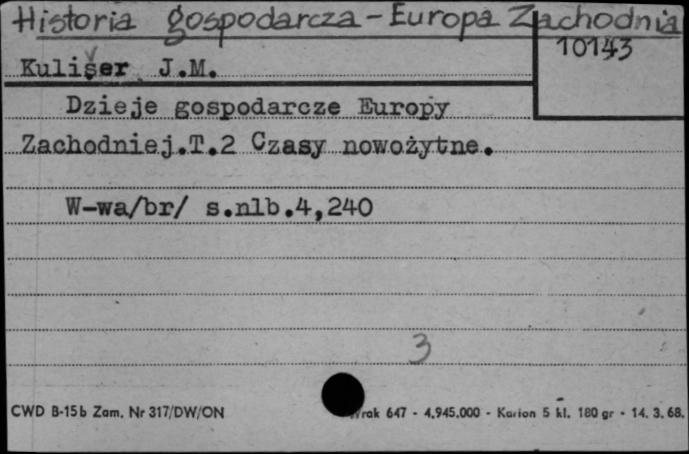 Historia gospodarcza - Europa Zachodnia
10143
Kulišer J.M.
Dzieje gospodarcze Europy
Zachodniej.T.2 Czasy nowożytne.
W-wa/br/ s.nlb.4,240
3
CWD B-15b Zam. Nr 317/DW/ON
647 - 4,945.000 - Karton 5 kl. 180 gr - 14. 3. 68.